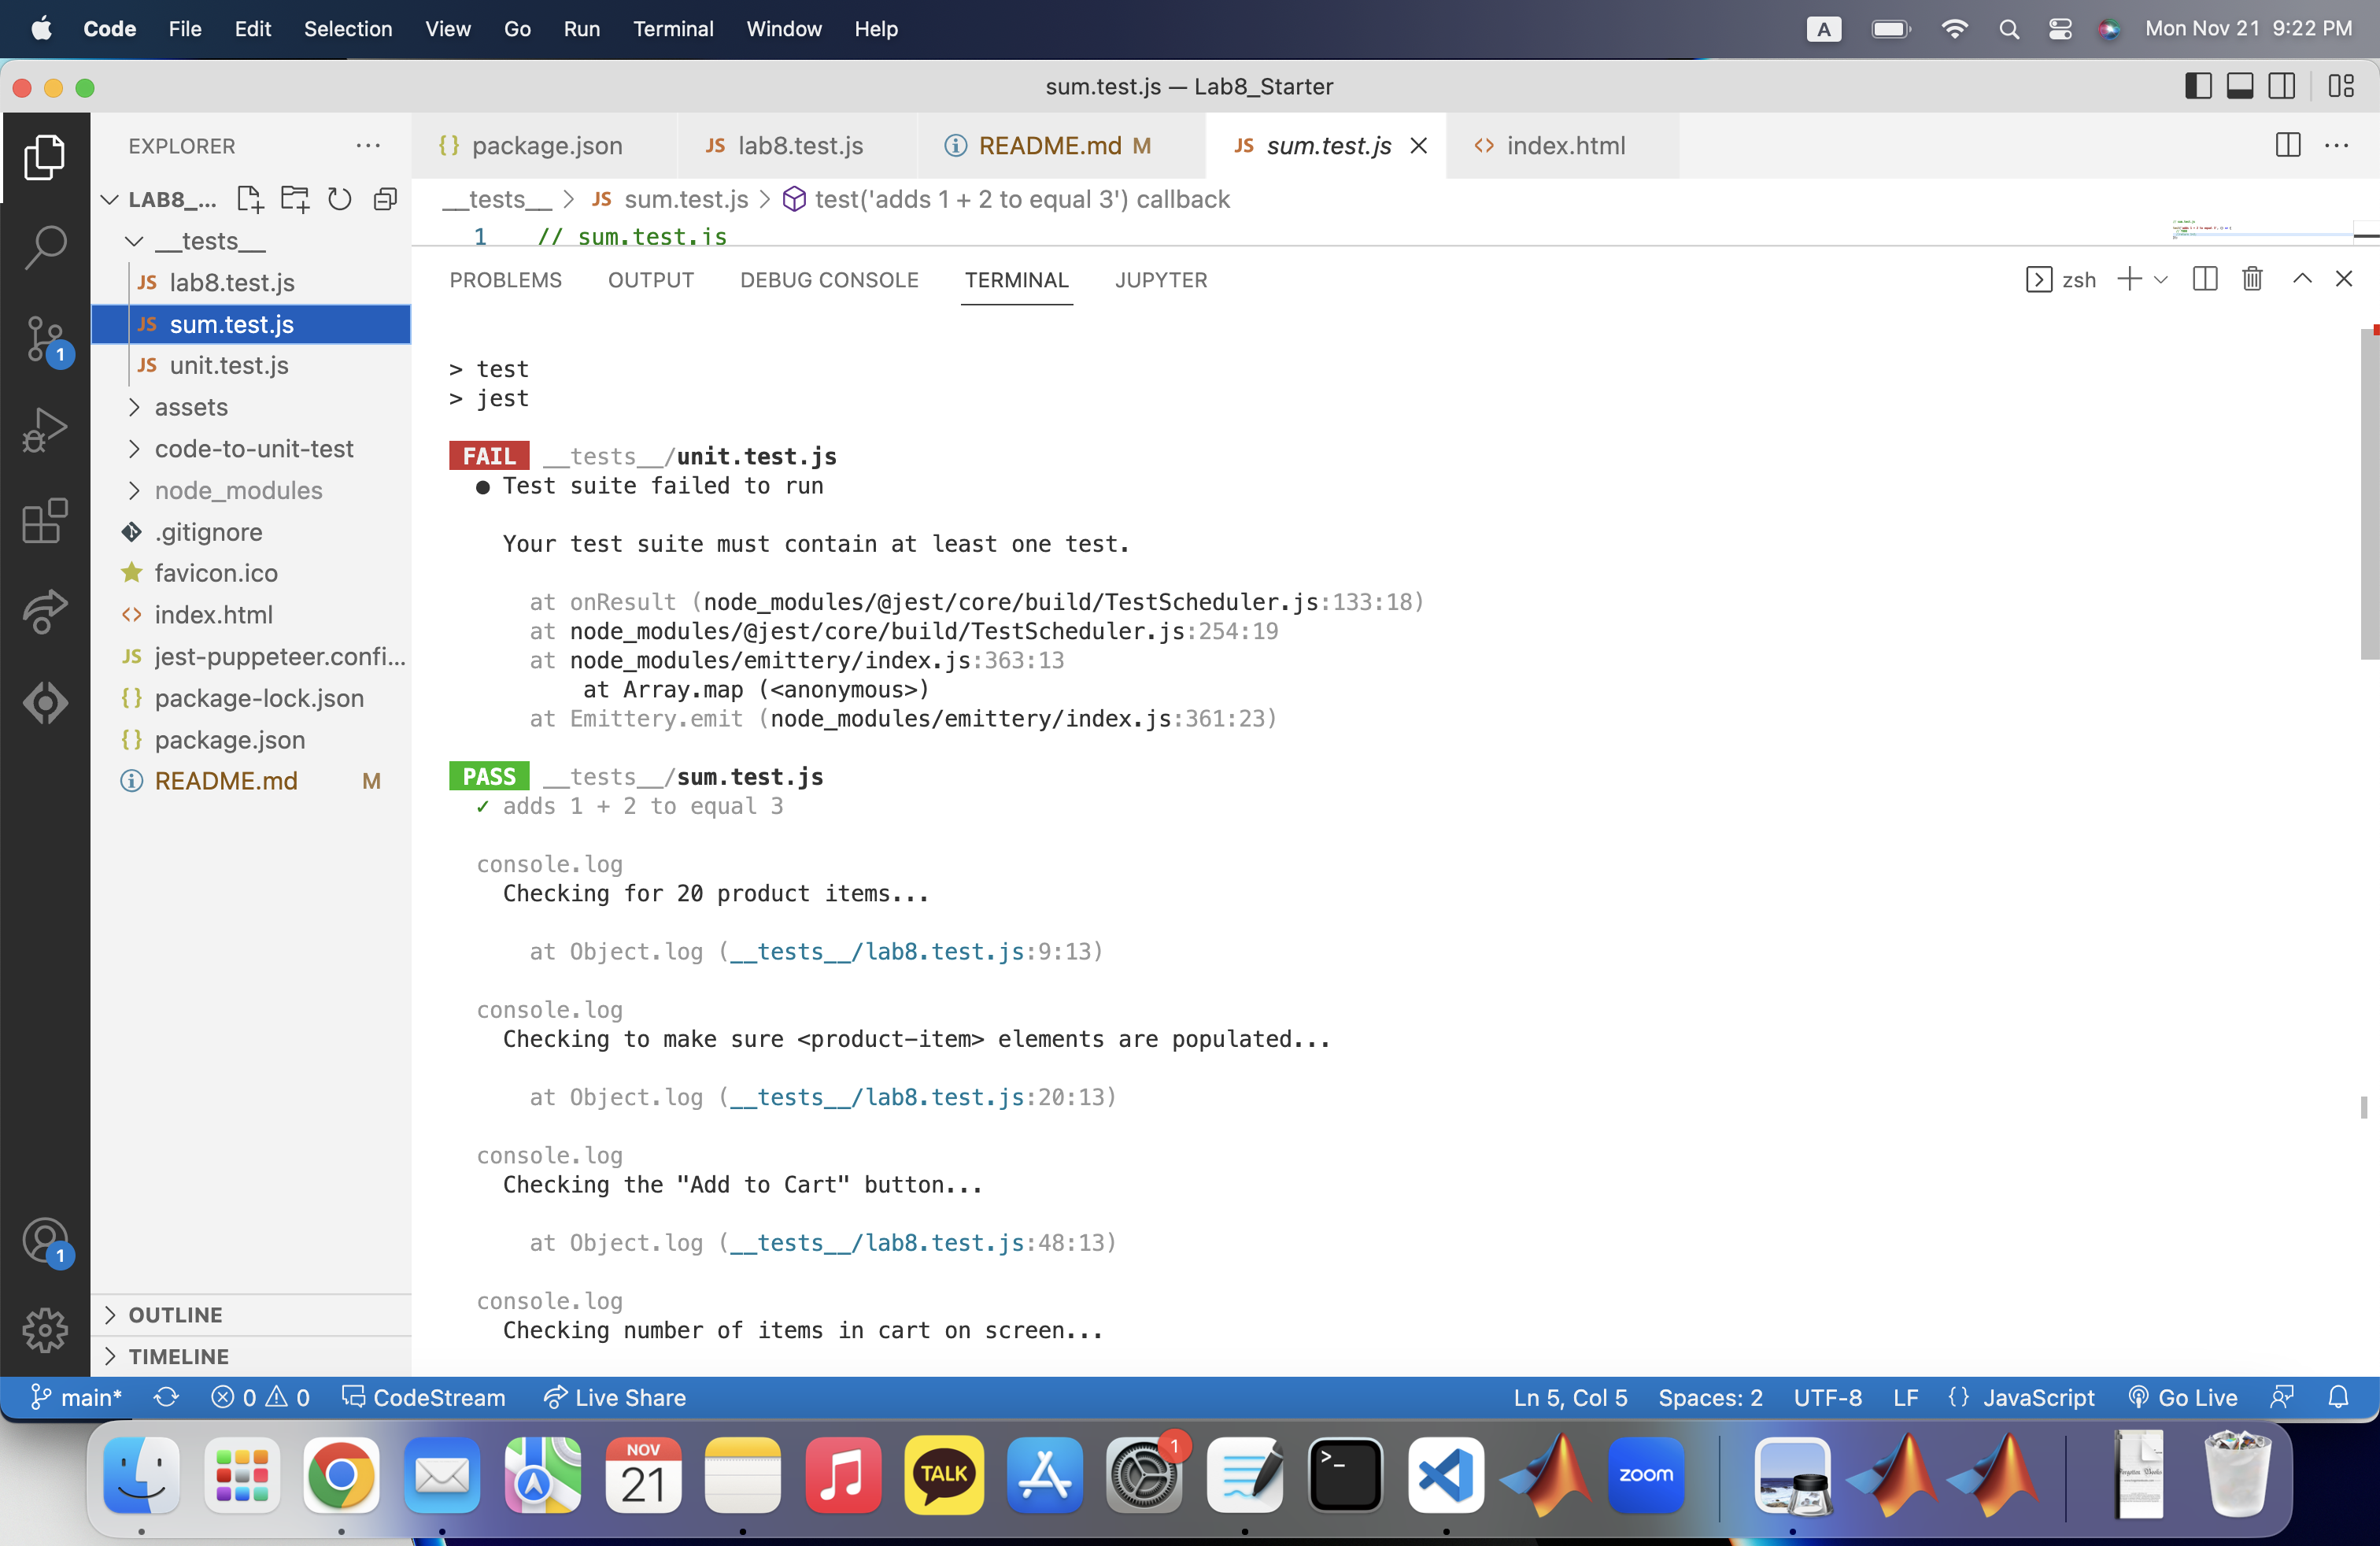 Code File Edit Selection View Go Run Terminal Window Help A Mon Nov 21 9:22 PM
sum.test.js — Lab8_Starter
EXPLORER
package.json
JS lab8.test.js
README.md M
JS sum.test.js
index.html
LAB8_...
__tests__ > JS sum.test.js > test('adds 1 + 2 to equal 3') callback
1 // sum.test.js
__tests__
JS lab8.test.js
JS sum.test.js
JS unit.test.js
assets
code-to-unit-test
node_modules
.gitignore
favicon.ico
index.html
JS jest-puppeteer.confi...
{} package-lock.json
{} package.json
README.md M
OUTLINE
TIMELINE
1
1
PROBLEMS OUTPUT DEBUG CONSOLE TERMINAL JUPYTER zsh
> test
> jest
FAIL __tests__/unit.test.js
● Test suite failed to run
Your test suite must contain at least one test.
at onResult (node_modules/@jest/core/build/TestScheduler.js:133:18)
at node_modules/@jest/core/build/TestScheduler.js:254:19
at node_modules/emittery/index.js:363:13
at Array.map (<anonymous>)
at Emittery.emit (node_modules/emittery/index.js:361:23)
PASS __tests__/sum.test.js
✓ adds 1 + 2 to equal 3
console.log
Checking for 20 product items...
at Object.log (__tests__/lab8.test.js:9:13)
console.log
Checking to make sure <product-item> elements are populated...
at Object.log (__tests__/lab8.test.js:20:13)
console.log
Checking the "Add to Cart" button...
at Object.log (__tests__/lab8.test.js:48:13)
console.log
Checking number of items in cart on screen...
main* 0 0 CodeStream Live Share Ln 5, Col 5 Spaces: 2 UTF-8 LF {} JavaScript Go Live
NOV
21
TALK
1
>_
zoom